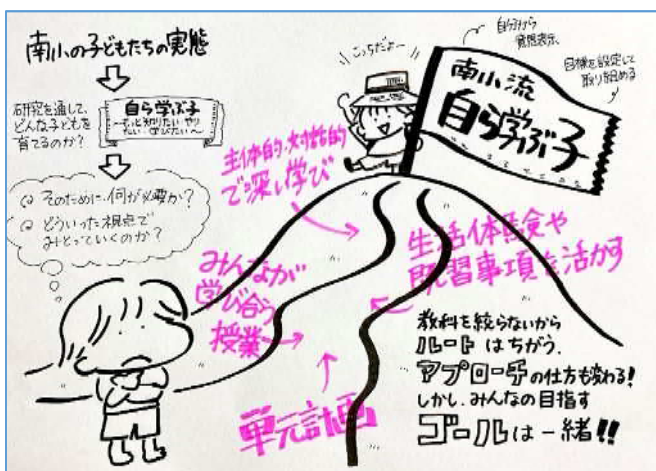 南小の子どもたちの実態
研究を通して、
どんな子どもを
育てるのか?
自ら学ぶ子
〜もっと知りたい・やり
たい・学びたい〜
そのために、何が必要か?
どういった視点で
みとっていくのか?
こっちだよー
自分から
意思表示、
目標を設定して
取り組める
南小流
自ら学ぶ子
主体的・対話的
で深い学び
みんなが
学び合う
授業
生活体験や
既習事項を活かす
単元計画
教科を絞らないから
ルートはちがう、
アプローチの仕方も変わる!
しかし、みんなの目指す
ゴールは一緒!!